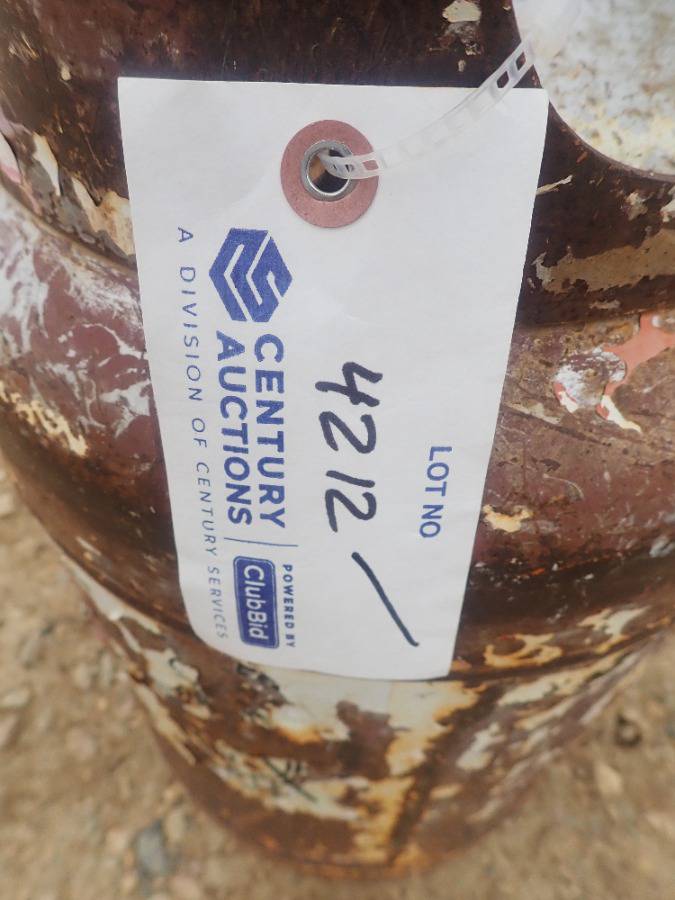 LOT NO
4212 /
CENTURY
AUCTIONS
A DIVISION OF CENTURY SERVICES
POWERED BY
ClubBid